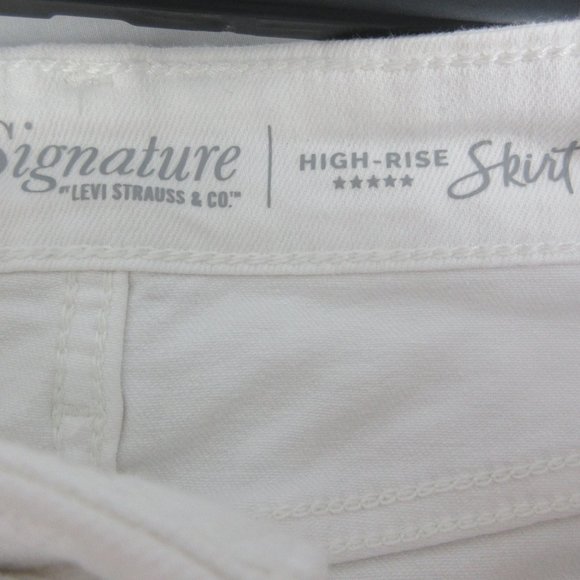 Signature
BY LEVI STRAUSS & CO.™
HIGH-RISE
★★★★★
Skirt